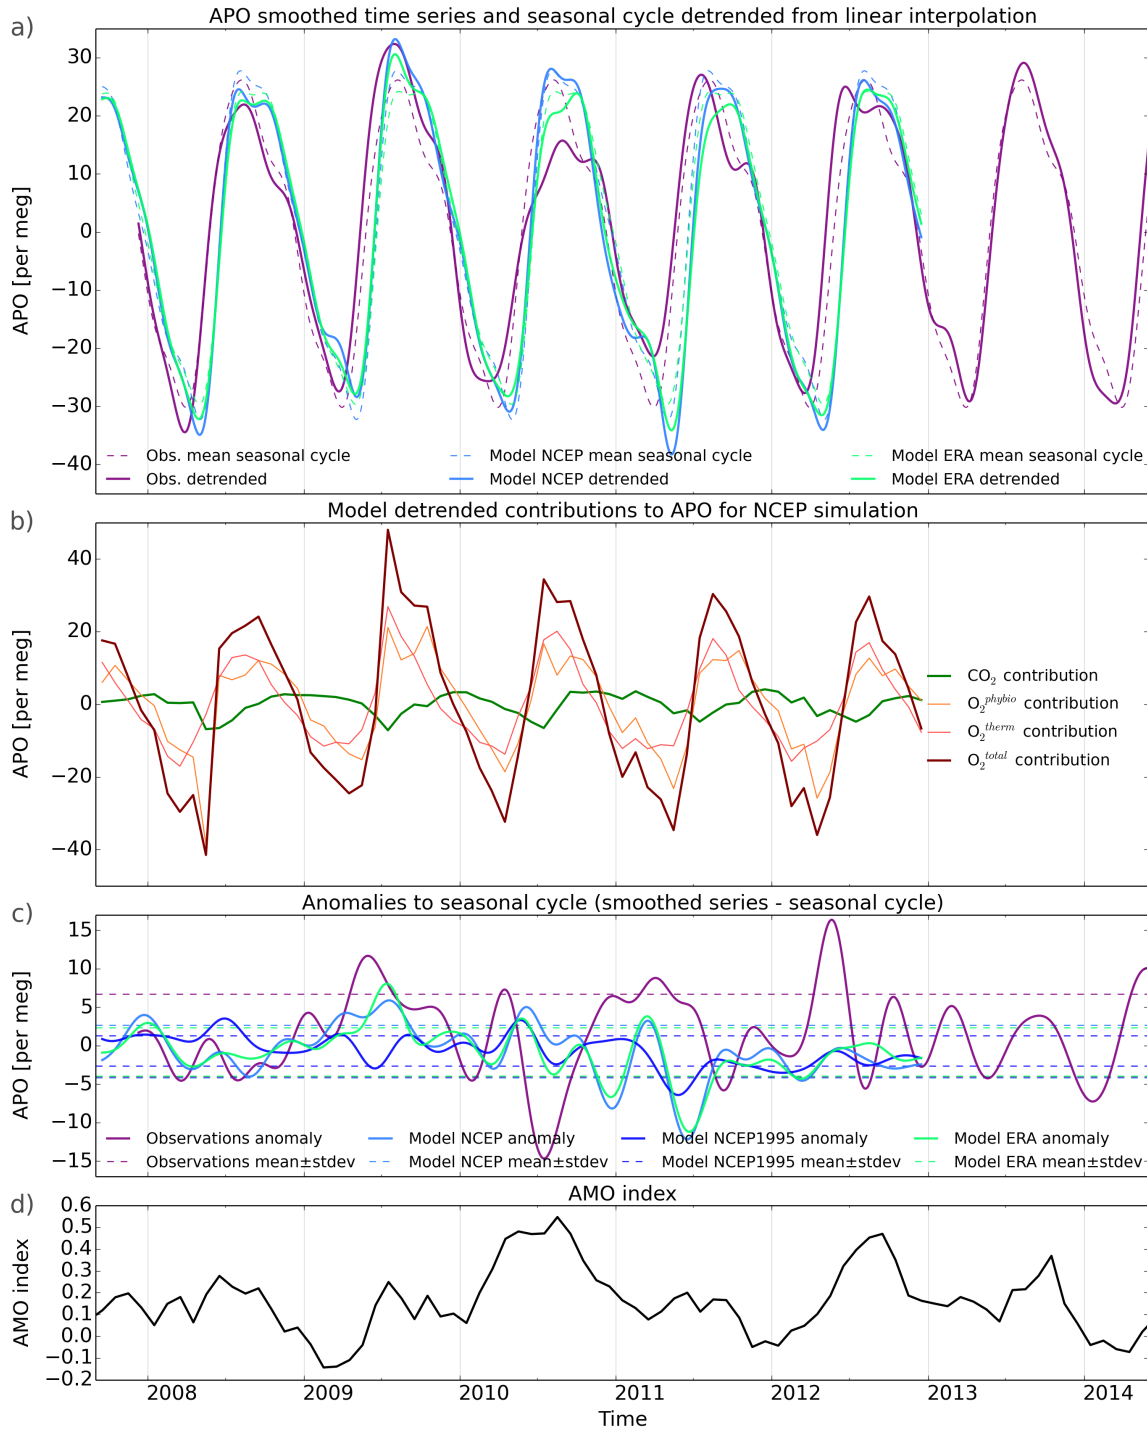 a)
APO smoothed time series and seasonal cycle detrended from linear interpolation
30
20
10
0
−10
−20
−30
−40
APO [per meg]
Obs. mean seasonal cycle
Model NCEP mean seasonal cycle
Model ERA mean seasonal cycle
Obs. detrended
Model NCEP detrended
Model ERA detrended
b)
Model detrended contributions to APO for NCEP simulation
40
20
0
−20
−40
APO [per meg]
CO₂ contribution
O₂^phybio contribution
O₂^therm contribution
O₂^total contribution
c)
Anomalies to seasonal cycle (smoothed series - seasonal cycle)
15
10
5
0
−5
−10
−15
APO [per meg]
Observations anomaly
Model NCEP anomaly
Model NCEP1995 anomaly
Model ERA anomaly
Observations mean±stdev
Model NCEP mean±stdev
Model NCEP1995 mean±stdev
Model ERA mean±stdev
d)
AMO index
0.6
0.5
0.4
0.3
0.2
0.1
0.0
−0.1
−0.2
AMO index
2008 2009 2010 2011 2012 2013 2014
Time